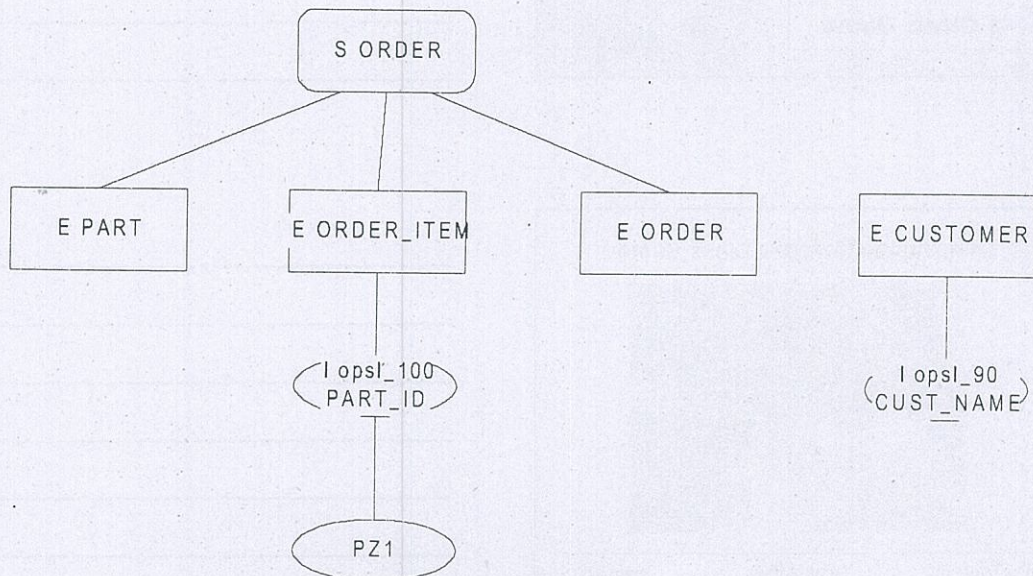 S ORDER
E PART
E ORDER_ITEM
E ORDER
E CUSTOMER
I opsl_100
PART_ID
I opsl_90
CUST_NAME
PZ1